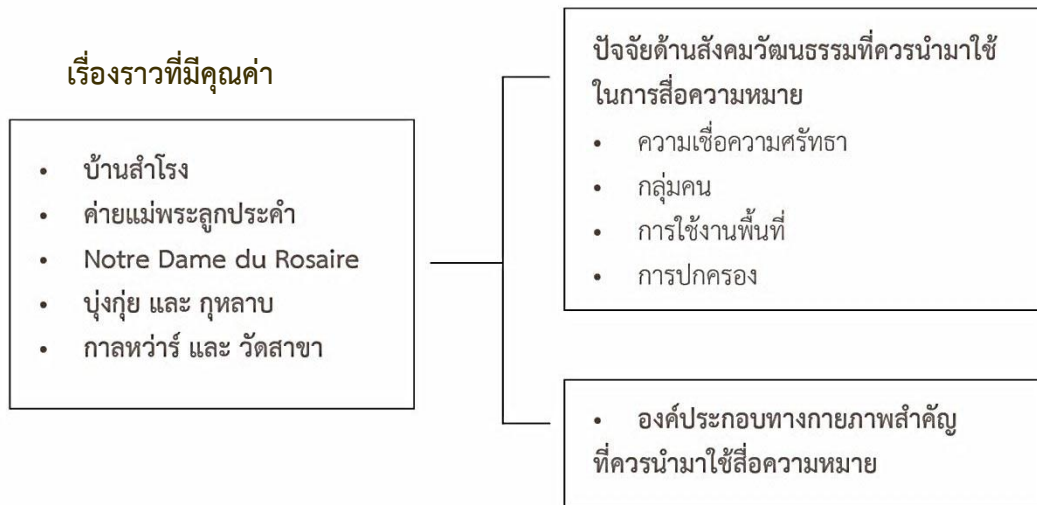 เรื่องราวที่มีคุณค่า
• บ้านสำโรง
• ค่ายแม่พระลูกประคำ
• Notre Dame du Rosaire
• บุ่งกุ่ย และ กุหลาบ
• กาลหว่าร์ และ วัดสาขา
ปัจจัยด้านสังคมวัฒนธรรมที่ควรนำมาใช้
ในการสื่อความหมาย
• ความเชื่อความศรัทธา
• กลุ่มคน
• การใช้งานพื้นที่
• การปกครอง
• องค์ประกอบทางกายภาพสำคัญ
ที่ควรนำมาใช้สื่อความหมาย